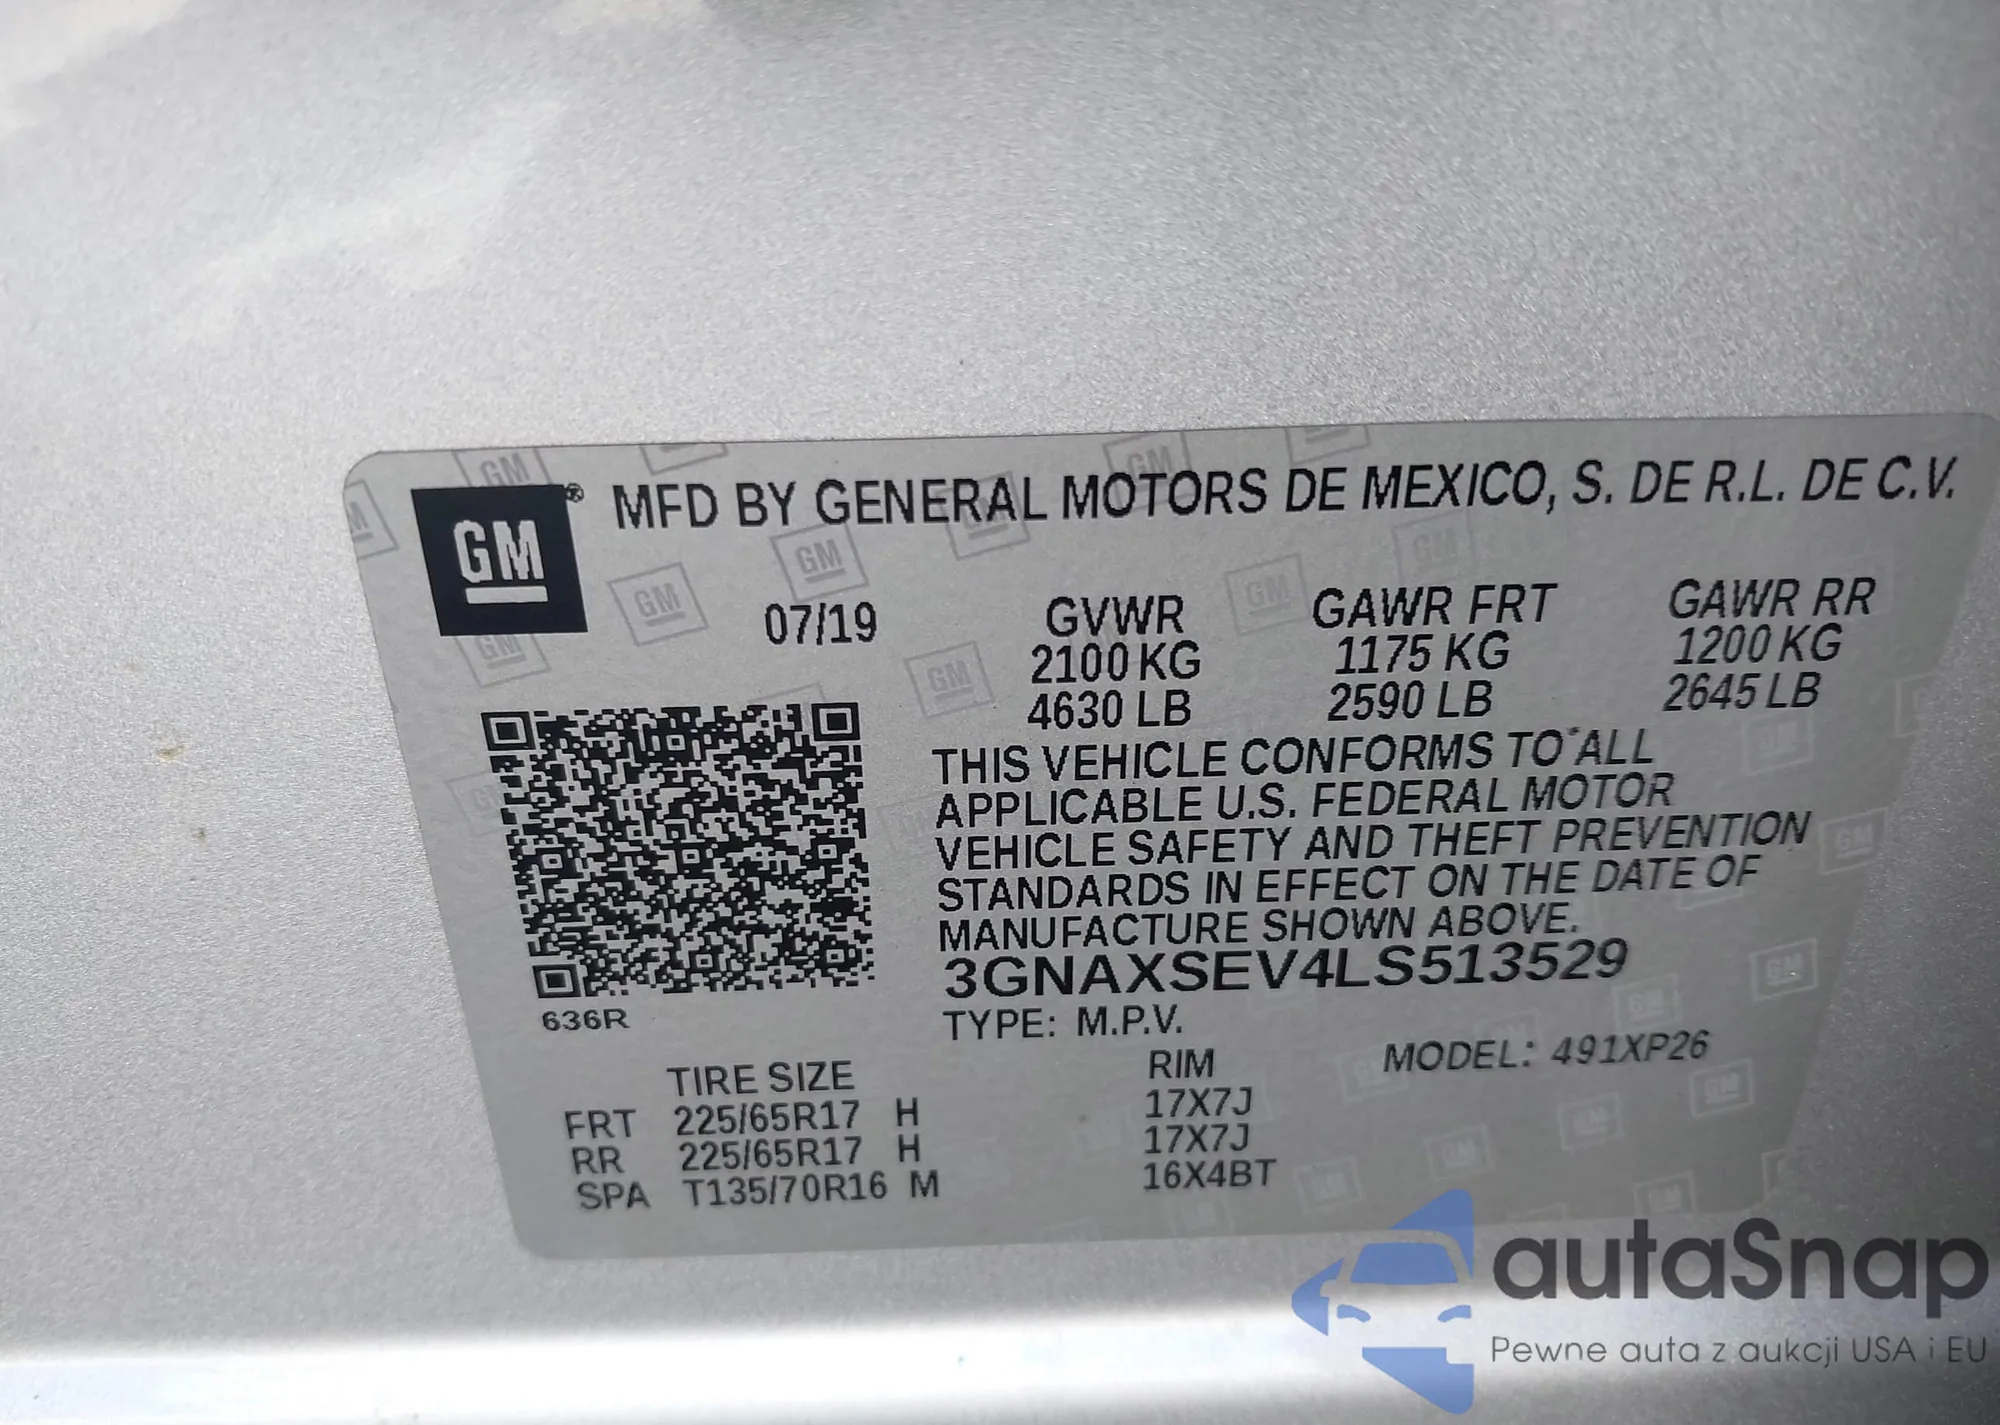 GM® MFD BY GENERAL MOTORS DE MEXICO, S. DE R.L. DE C.V.
07/19 GVWR GAWR FRT GAWR RR
2100 KG 1175 KG 1200 KG
4630 LB 2590 LB 2645 LB
THIS VEHICLE CONFORMS TO ALL
APPLICABLE U.S. FEDERAL MOTOR
VEHICLE SAFETY AND THEFT PREVENTION
STANDARDS IN EFFECT ON THE DATE OF
MANUFACTURE SHOWN ABOVE.
3GNAXSEV4LS513529
636R
TYPE: M.P.V. MODEL: 491XP26
TIRE SIZE RIM
FRT 225/65R17 H 17X7J
RR 225/65R17 H 17X7J
SPA T135/70R16 M 16X4BT
autaSnap
Pewne auta z aukcji USA i EU